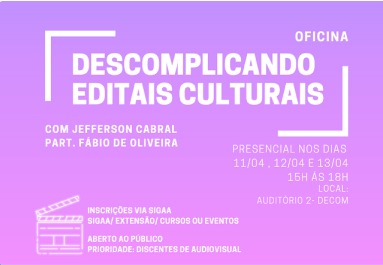 OFICINA
DESCOMPLICANDO
EDITAIS CULTURAIS
COM JEFFERSON CABRAL
PART. FÁBIO DE OLIVEIRA
PRESENCIAL NOS DIAS
11/04 , 12/04 E 13/04
15H ÁS 18H
LOCAL:
AUDITÓRIO 2- DECOM
INSCRIÇÕES VIA SIGAA
SIGAA/ EXTENSÃO/ CURSOS OU EVENTOS
ABERTO AO PÚBLICO
PRIORIDADE: DISCENTES DE AUDIOVISUAL